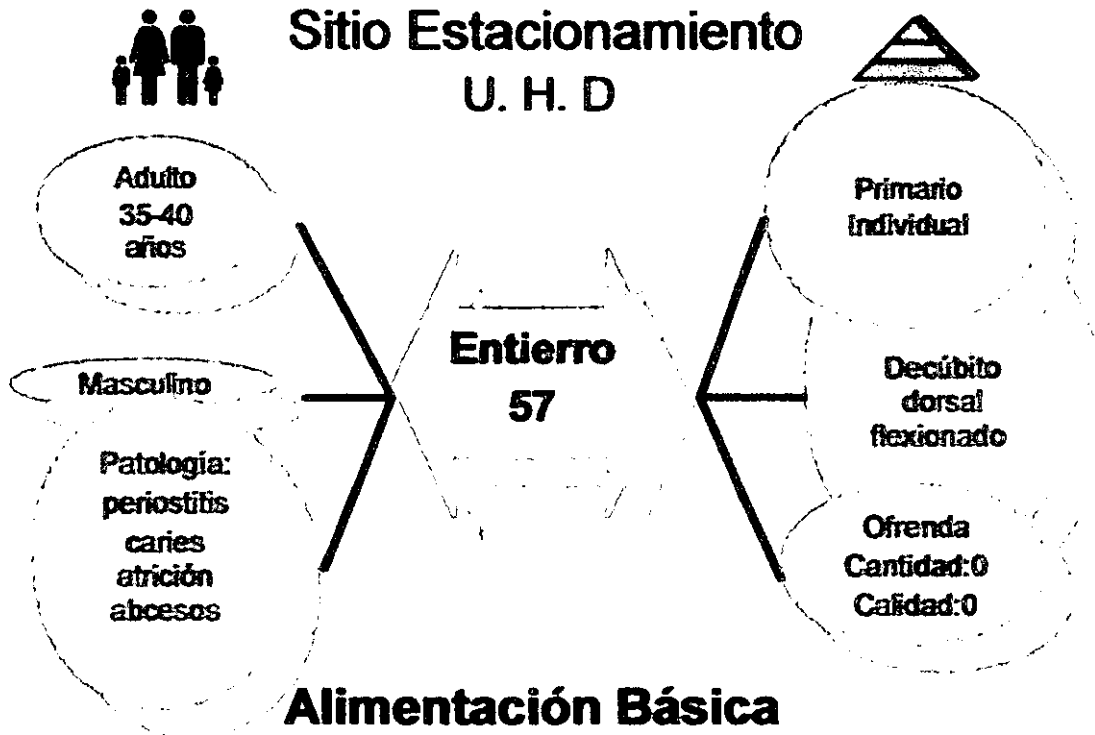 Sitio Estacionamiento
U. H. D
Adulto
35-40
años
Masculino
Patología:
periostitis
caries
atrición
abcesos
Entierro
57
Primario
Individual
Decúbito
dorsal
flexionado
Ofrenda
Cantidad:0
Calidad:0
Alimentación Básica